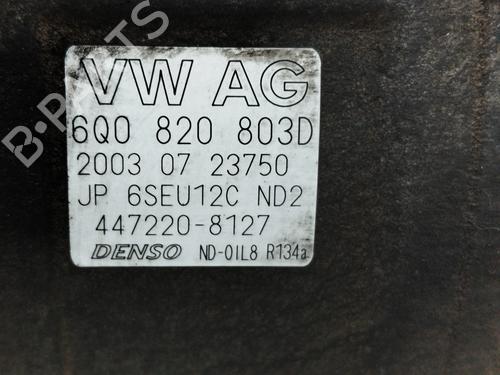 VW AG
6Q0 820 803D
2003 07 23750
JP 6SEU12C ND2
447220-8127
DENSO ND-OIL8 R134a
B-PARTS